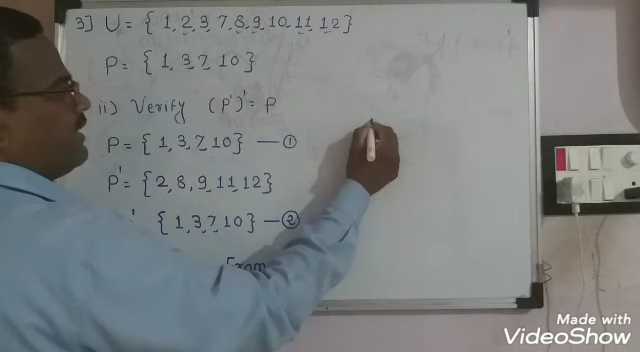 3] U = { 1, 2, 3, 7, 8, 9, 10, 11, 12}
P = { 1, 3, 7, 10}
ii) Verify (P')' = P
P = { 1, 3, 7, 10} — ①
P' = {2, 8, 9, 11, 12}
' { 1, 3, 7, 10} — ②
From
Made with
VideoShow